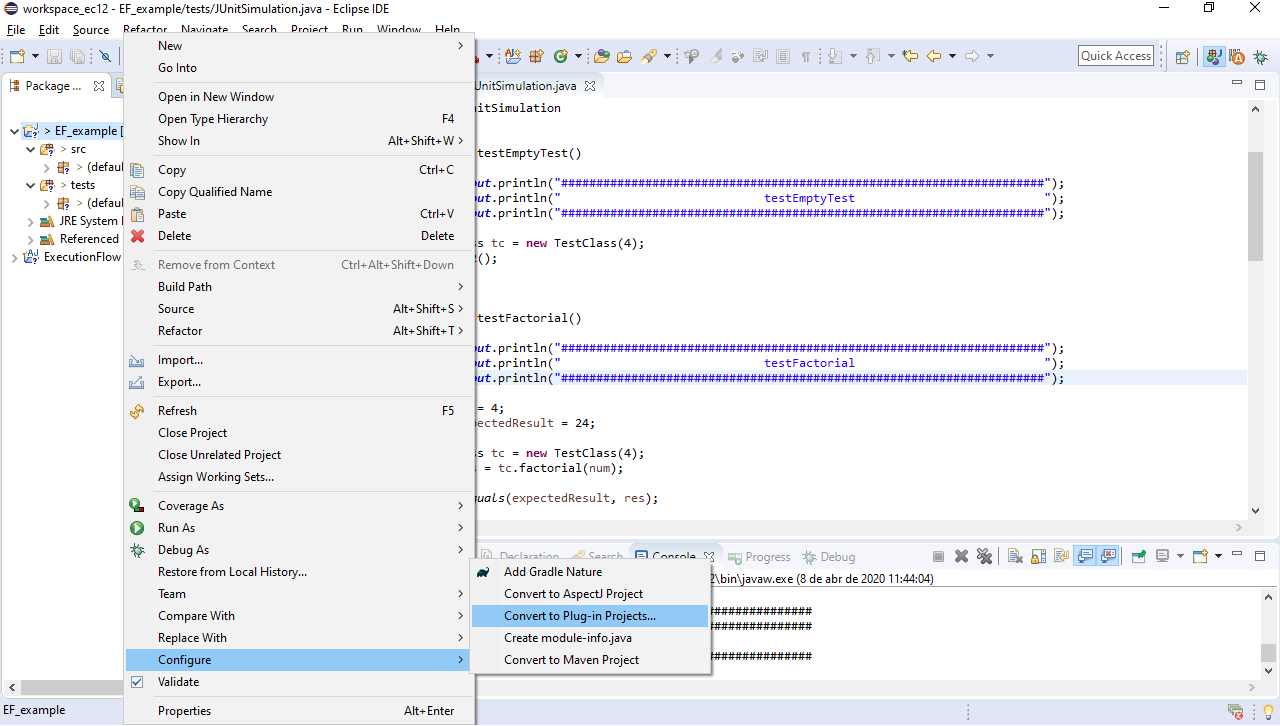 workspace_ec12 - EF_example/tests/JUnitSimulation.java - Eclipse IDE
File Edit Source Refactor Navigate Search Project Run Window Help
Quick Access
Package ...
UnitSimulation.java
> EF_example [
> src
> (defaul
> tests
> (defaul
JRE System
Referenced
ExecutionFlow
New
Go Into
Open in New Window
Open Type Hierarchy F4
Show In Alt+Shift+W >
Copy Ctrl+C
Copy Qualified Name
Paste Ctrl+V
Delete Delete
Remove from Context Ctrl+Alt+Shift+Down
Build Path
Source Alt+Shift+S >
Refactor Alt+Shift+T >
Import...
Export...
Refresh F5
Close Project
Close Unrelated Project
Assign Working Sets...
Coverage As
Run As
Debug As
Restore from Local History...
Team
Compare With
Replace With
Configure
Validate
Properties Alt+Enter
Add Gradle Nature
Convert to AspectJ Project
Convert to Plug-in Projects...
Create module-info.java
Convert to Maven Project
nitSimulation
testEmptyTest()
ut.println("#####################################################################");
ut.println(" testEmptyTest ");
ut.println("#####################################################################");
s tc = new TestClass(4);
();
testFactorial()
ut.println("#####################################################################");
ut.println(" testFactorial ");
ut.println("#####################################################################");
= 4;
pectedResult = 24;
s tc = new TestClass(4);
= tc.factorial(num);
uals(expectedResult, res);
Declaration Search Console Progress Debug
2\bin\javaw.exe (8 de abr de 2020 11:44:04)
###############
###############
###############
EF_example